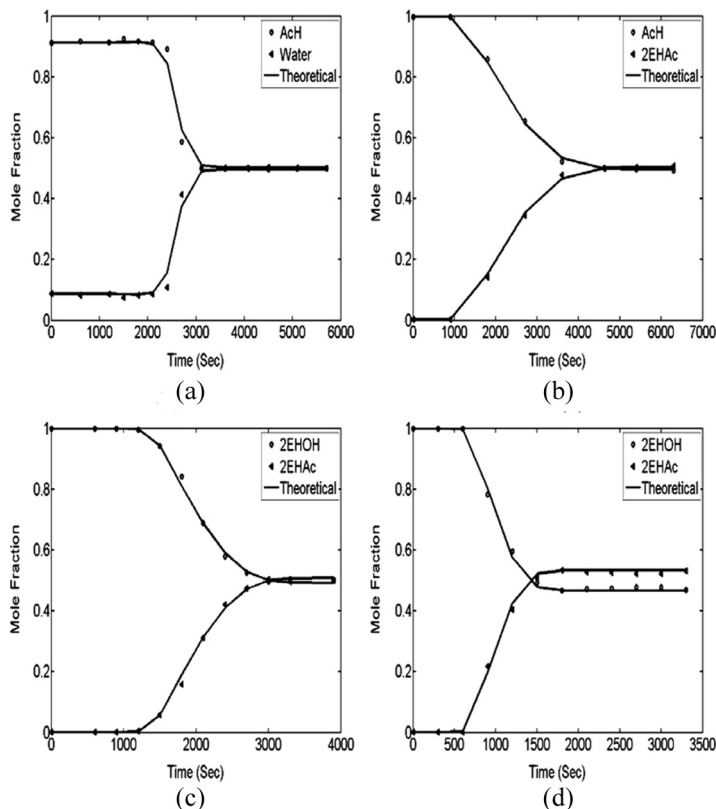 1
0.8
0.6
0.4
0.2
0
AcH
Water
Theoretical
Mole Fraction
0 1000 2000 3000 4000 5000 6000
Time (Sec)
(a)
1
0.8
0.6
0.4
0.2
0
AcH
2EHAc
Theoretical
Mole Fraction
0 1000 2000 3000 4000 5000 6000 7000
Time (Sec)
(b)
1
0.8
0.6
0.4
0.2
0
2EHOH
2EHAc
Theoretical
Mole Fraction
0 1000 2000 3000 4000
Time (Sec)
(c)
1
0.8
0.6
0.4
0.2
0
2EHOH
2EHAc
Theoretical
Mole Fraction
0 500 1000 1500 2000 2500 3000 3500
Time (Sec)
(d)